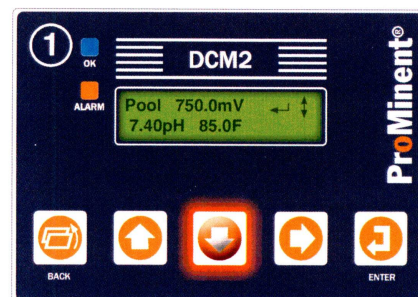 1
OK
DCM2
ALARM
Pool 750.0mV
7.40pH 85.0F
ProMinent®
BACK
ENTER